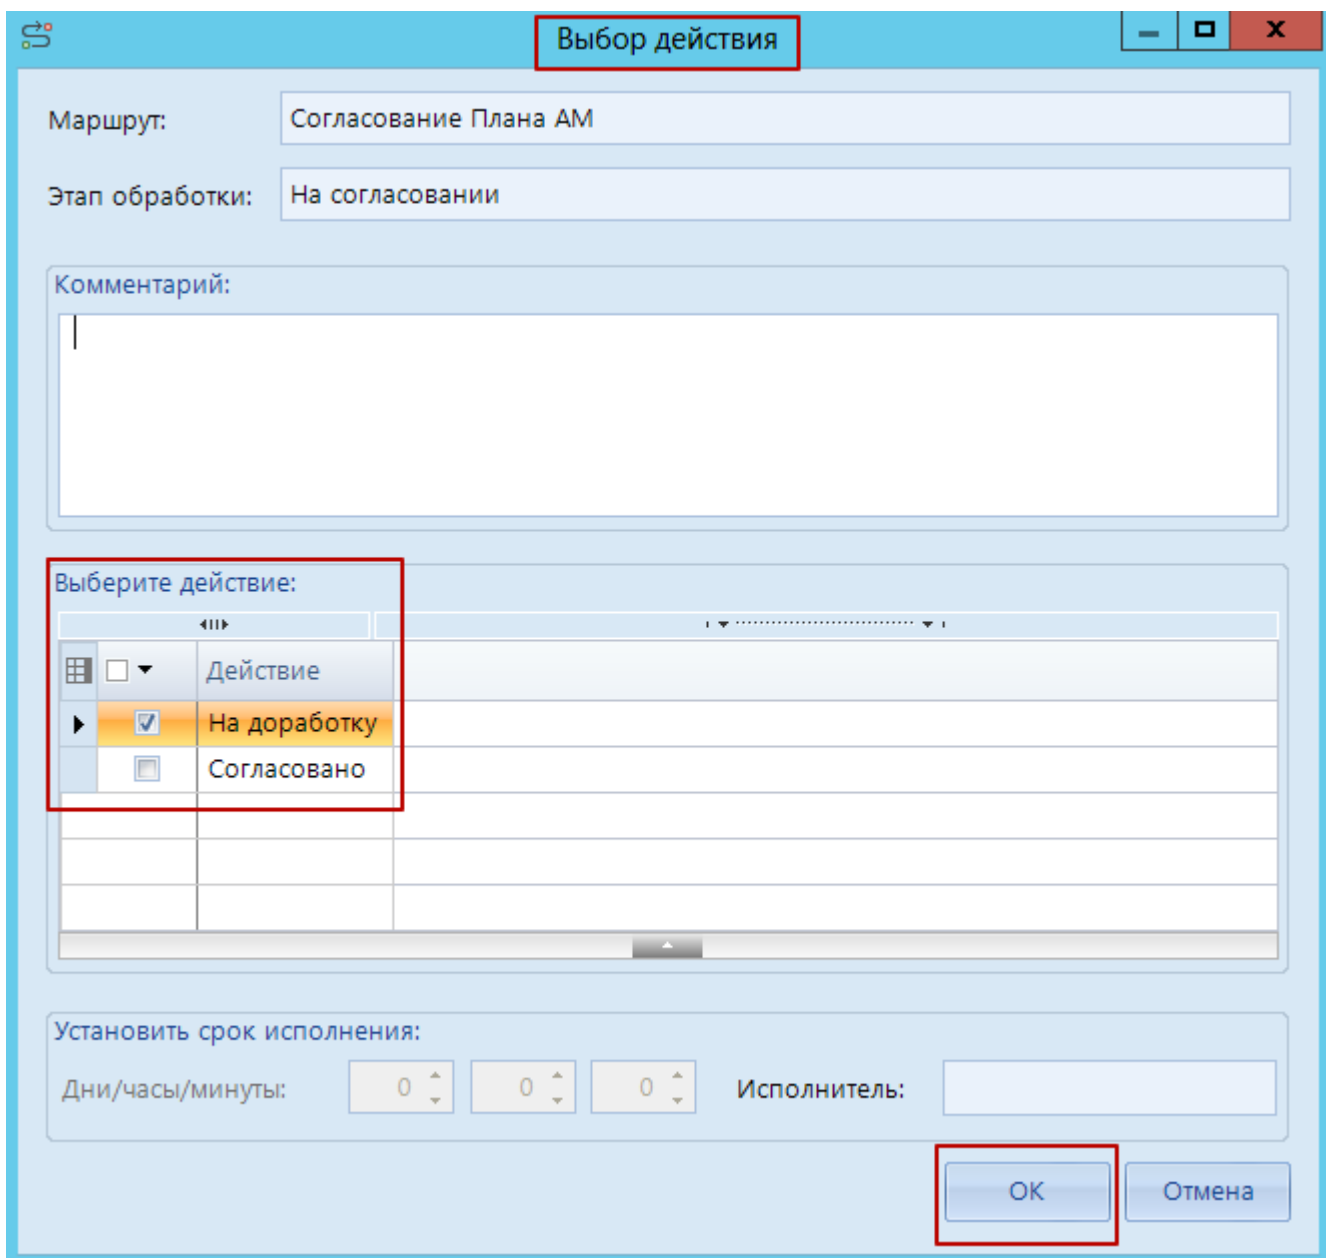 Выбор действия
Маршрут: Согласование Плана АМ
Этап обработки: На согласовании
Комментарий:
Выберите действие:
Действие
На доработку
Согласовано
Установить срок исполнения:
Дни/часы/минуты: 0 0 0 Исполнитель:
ОК Отмена